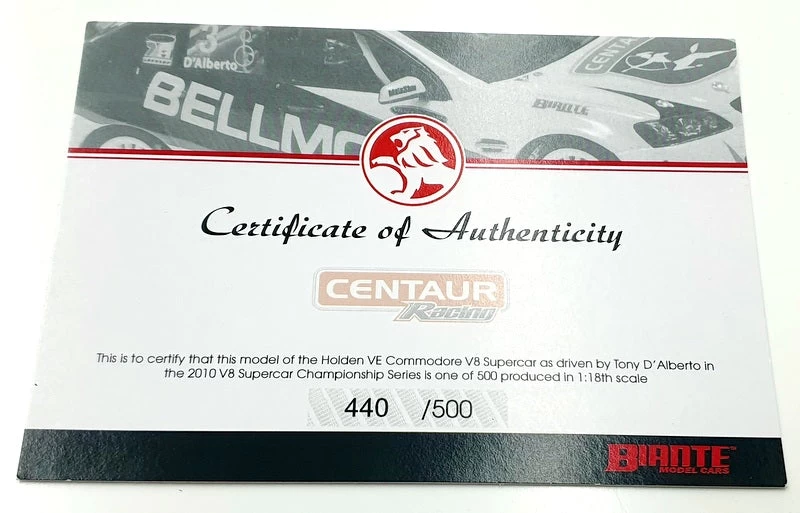 3
D'Alberto
BELLMO
CENTA
BIANTE
Certificate of Authenticity
CENTAUR
Racing
This is to certify that this model of the Holden VE Commodore V8 Supercar as driven by Tony D'Alberto in
the 2010 V8 Supercar Championship Series is one of 500 produced in 1:18th scale
440 /500
BIANTE™
MODEL CARS